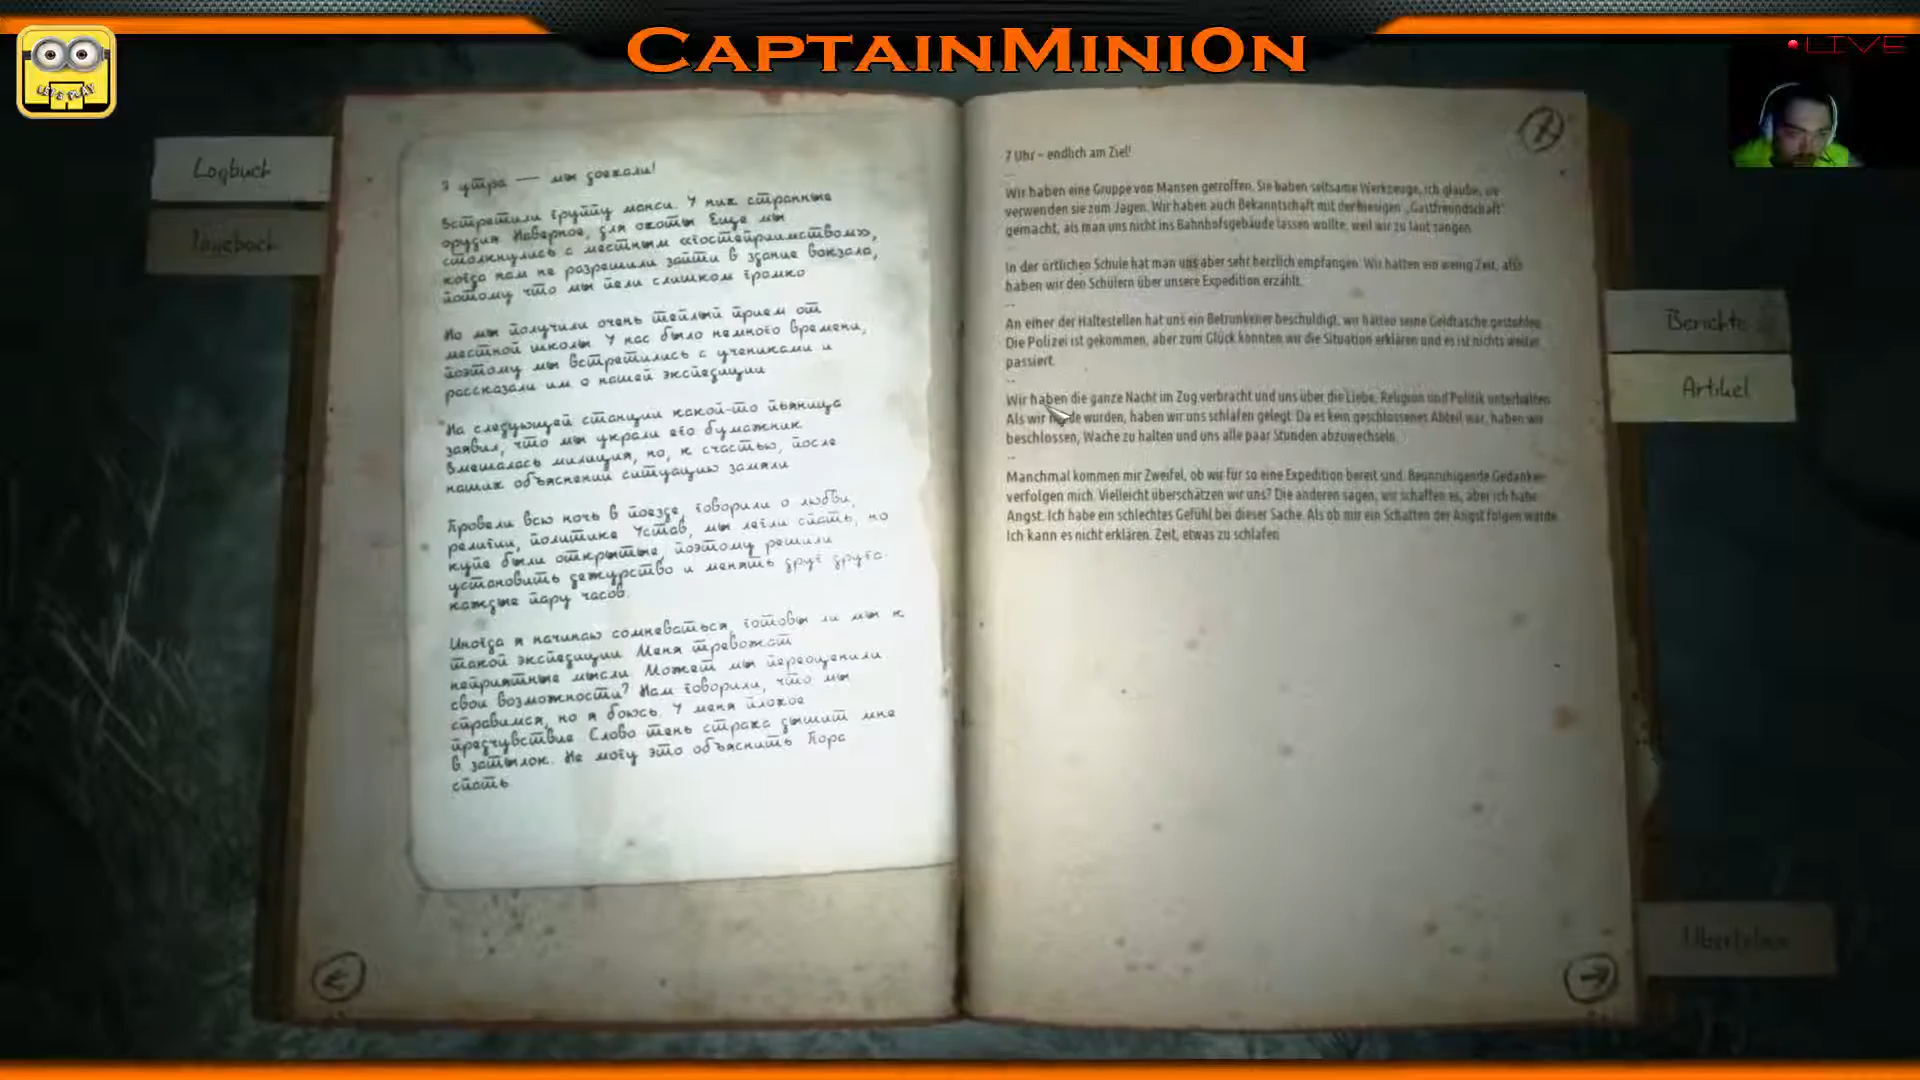 CAPTAINMINION
LIVE
LETS PLAY
Logbuch
Tagebuch
7 утра — мы доехали!
Встретили группу манси. У них странные
орудия. Наверное, для охоты. Еще мы
столкнулись с местным «гостеприимством»,
когда нам не разрешили зайти в здание вокзала,
потому что мы пели слишком громко
Но мы получили очень теплый прием от
местной школы. У нас было немного времени,
поэтому мы встретились с учениками и
рассказали им о нашей экспедиции
На следующей станции какой-то пьяница
заявил, что мы украли его бумажник
Вмешалась милиция, но, к счастью, после
наших объяснений ситуацию замяли
Провели всю ночь в поезде, говорили о любви,
религии, политике. Устав, мы легли спать, но
купе были открытые, поэтому решили
установить дежурство и менять друг друга
каждые пару часов.
Иногда я начинаю сомневаться, готовы ли мы к
такой экспедиции. Меня тревожат
неприятные мысли. Может мы переоценили
свои возможности? Нам говорили, что мы
справимся, но я боюсь. У меня плохое
предчувствие. Слово тень страха дышит мне
в затылок. Не могу это объяснить. Пора
спать
7 Uhr – endlich am Ziel!
Wir haben eine Gruppe von Mansen getroffen. Sie haben seltsame Werkzeuge, ich glaube, sie
verwenden sie zum Jagen. Wir haben auch Bekanntschaft mit der hiesigen „Gastfreundschaft"
gemacht, als man uns nicht ins Bahnhofsgebäude lassen wollte, weil wir zu laut sangen.
In der örtlichen Schule hat man uns aber sehr herzlich empfangen. Wir hatten ein wenig Zeit, also
haben wir den Schülern über unsere Expedition erzählt.
--
An einer der Haltestellen hat uns ein Betrunkener beschuldigt, wir hätten seine Geldtasche gestohlen.
Die Polizei ist gekommen, aber zum Glück konnten wir die Situation erklären und es ist nichts weiter
passiert.
--
Wir haben die ganze Nacht im Zug verbracht und uns über die Liebe, Religion und Politik unterhalten.
Als wir müde wurden, haben wir uns schlafen gelegt. Da es kein geschlossenes Abteil war, haben wir
beschlossen, Wache zu halten und uns alle paar Stunden abzuwechseln.
--
Manchmal kommen mir Zweifel, ob wir für so eine Expedition bereit sind. Beunruhigende Gedanken
verfolgen mich. Vielleicht überschätzen wir uns? Die anderen sagen, wir schaffen es, aber ich habe
Angst. Ich habe ein schlechtes Gefühl bei dieser Sache. Als ob mir ein Schatten der Angst folgen würde.
Ich kann es nicht erklären. Zeit, etwas zu schlafen
Berichte
Artikel
Überleben